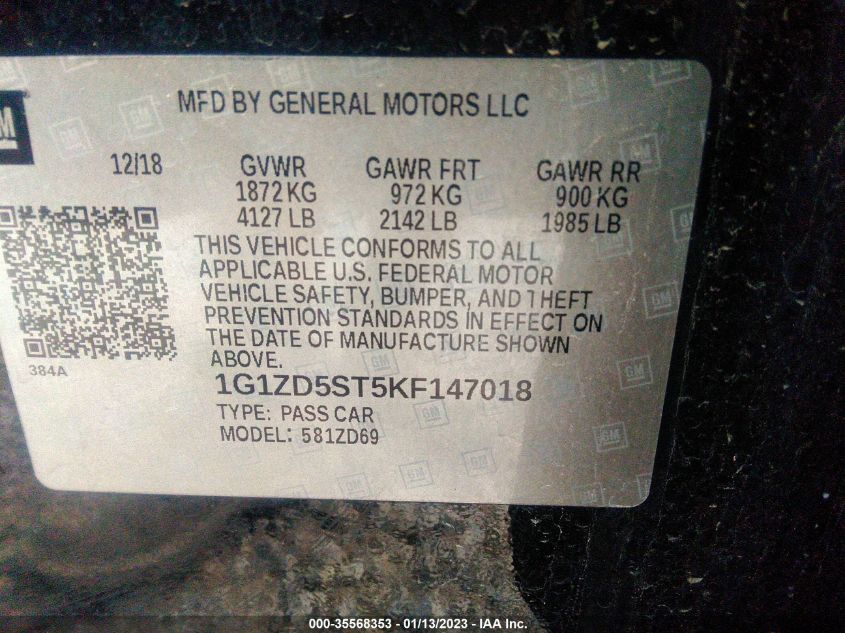 MFD BY GENERAL MOTORS LLC
GM
12/18 GVWR GAWR FRT GAWR RR
1872 KG 972 KG 900 KG
4127 LB 2142 LB 1985 LB
THIS VEHICLE CONFORMS TO ALL
APPLICABLE U.S. FEDERAL MOTOR
VEHICLE SAFETY, BUMPER, AND THEFT
PREVENTION STANDARDS IN EFFECT ON
THE DATE OF MANUFACTURE SHOWN
ABOVE.
384A
1G1ZD5ST5KF147018
TYPE: PASS CAR
MODEL: 581ZD69
000-35568353 — 01/13/2023 — IAA Inc.